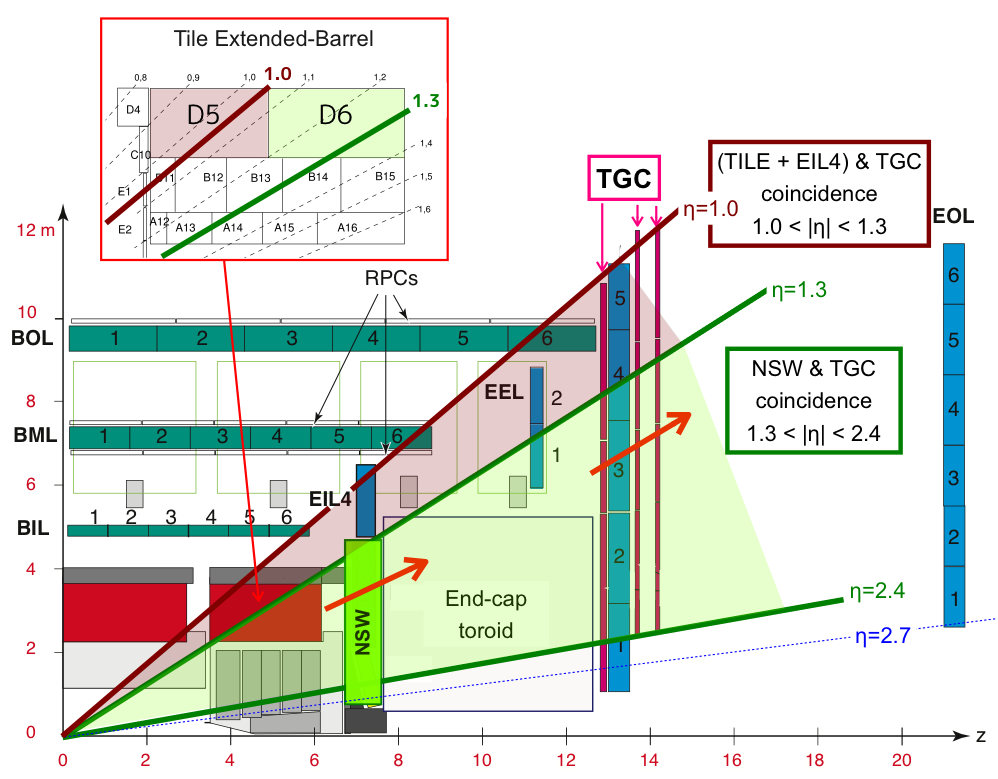 Tile Extended-Barrel
0,8
0,9
1,0
1.0
1,1
1,2
1.3
D4
D5
D6
1,4
C10
B11
B12
B13
B14
B15
1,5
E1
E2
A12
A13
A14
A15
A16
1,6
TGC
(TILE + EIL4) & TGC
coincidence
1.0 < |η| < 1.3
η=1.0
EOL
12 m
RPCs
η=1.3
10
BOL
1 2 3 4 5 6
5
6
5
8
EEL
2
4
4
NSW & TGC
coincidence
1.3 < |η| < 2.4
BML
1 2 3 4 5 6
1
3
3
6
EIL4
BIL
1 2 3 4 5 6
2
2
4
NSW
End-cap
toroid
η=2.4
1
1
2
η=2.7
0
z
0 2 4 6 8 10 12 14 16 18 20